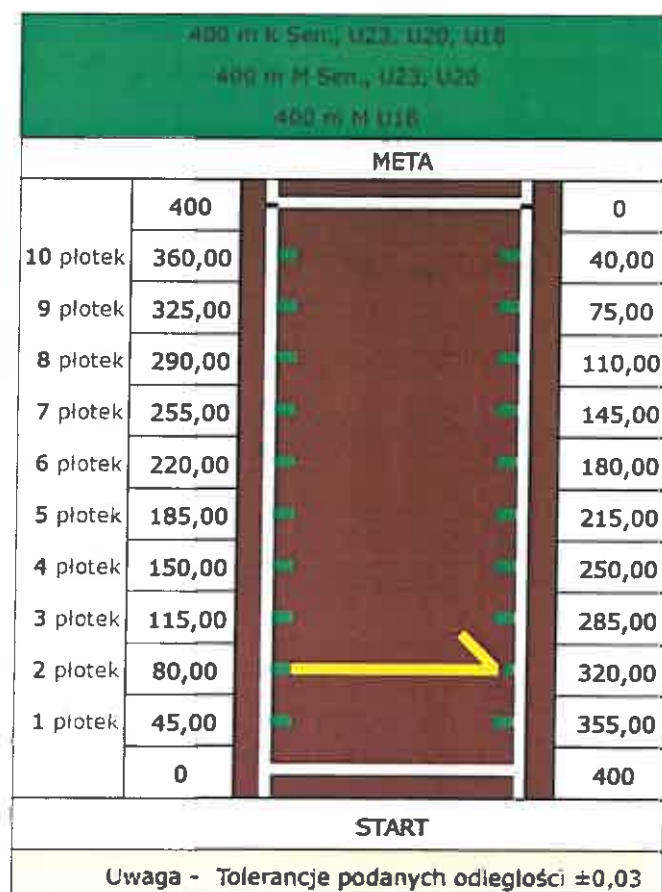 400 m K Sen., U23, U20, U18
400 m M Sen., U23, U20
400 m M U18
META
400 0
10 płotek 360,00 40,00
9 płotek 325,00 75,00
8 płotek 290,00 110,00
7 płotek 255,00 145,00
6 płotek 220,00 180,00
5 płotek 185,00 215,00
4 płotek 150,00 250,00
3 płotek 115,00 285,00
2 płotek 80,00 320,00
1 płotek 45,00 355,00
0 400
START
Uwaga - Tolerancje podanych odległości ±0,03